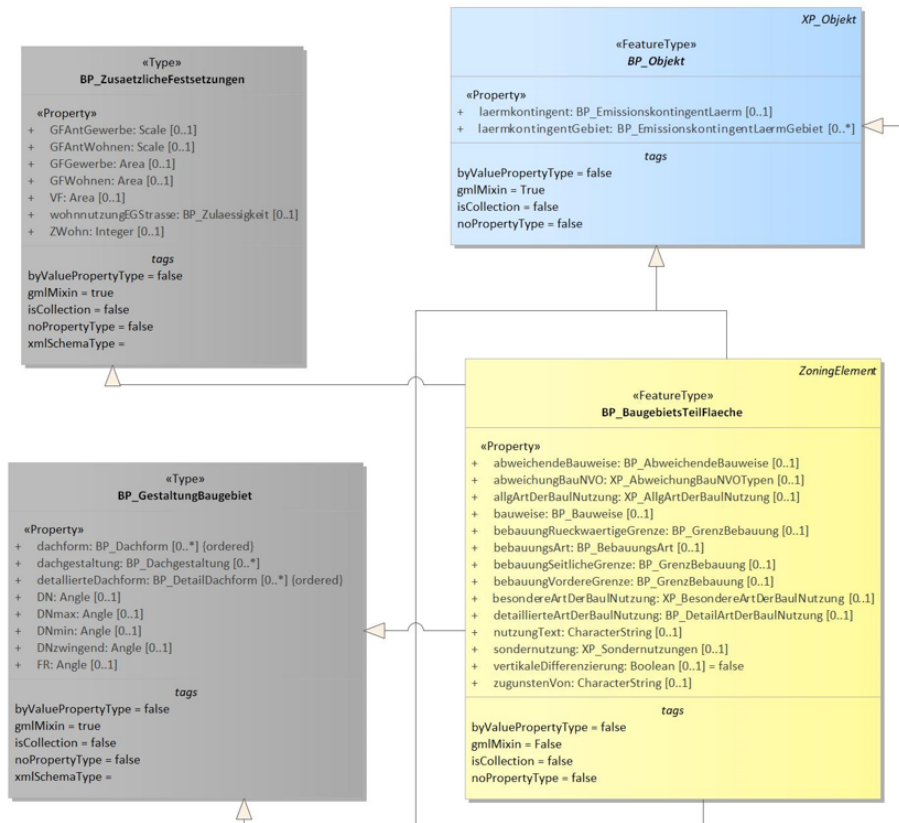 «Type»
BP_ZusaetzlicheFestsetzungen
«Property»
+ GFAntGewerbe: Scale [0..1]
+ GFAntWohnen: Scale [0..1]
+ GFGewerbe: Area [0..1]
+ GFWohnen: Area [0..1]
+ VF: Area [0..1]
+ wohnnutzungEGStrasse: BP_Zulaessigkeit [0..1]
+ ZWohn: Integer [0..1]
tags
byValuePropertyType = false
gmlMixin = true
isCollection = false
noPropertyType = false
xmlSchemaType =
XP_Objekt
«FeatureType»
BP_Objekt
«Property»
+ laermkontingent: BP_EmissionskontingentLaerm [0..1]
+ laermkontingentGebiet: BP_EmissionskontingentLaermGebiet [0..*]
tags
byValuePropertyType = false
gmlMixin = True
isCollection = false
noPropertyType = false
ZoningElement
«FeatureType»
BP_BaugebietsTeilFlaeche
«Property»
+ abweichendeBauweise: BP_AbweichendeBauweise [0..1]
+ abweichungBauNVO: XP_AbweichungBauNVOTypen [0..1]
+ allgArtDerBaulNutzung: XP_AllgArtDerBaulNutzung [0..1]
+ bauweise: BP_Bauweise [0..1]
+ bebauungRueckwaertigeGrenze: BP_GrenzBebauung [0..1]
+ bebauungsArt: BP_BebauungsArt [0..1]
+ bebauungSeitlicheGrenze: BP_GrenzBebauung [0..1]
+ bebauungVordereGrenze: BP_GrenzBebauung [0..1]
+ besondereArtDerBaulNutzung: XP_BesondereArtDerBaulNutzung [0..1]
+ detaillierteArtDerBaulNutzung: BP_DetailArtDerBaulNutzung [0..1]
+ nutzungText: CharacterString [0..1]
+ sondernutzung: XP_Sondernutzungen [0..1]
+ vertikaleDifferenzierung: Boolean [0..1] = false
+ zugunstenVon: CharacterString [0..1]
tags
byValuePropertyType = false
gmlMixin = False
isCollection = false
noPropertyType = false
«Type»
BP_GestaltungBaugebiet
«Property»
+ dachform: BP_Dachform [0..*] {ordered}
+ dachgestaltung: BP_Dachgestaltung [0..*]
+ detaillierteDachform: BP_DetailDachform [0..*] {ordered}
+ DN: Angle [0..1]
+ DNmax: Angle [0..1]
+ DNmin: Angle [0..1]
+ DNzwingend: Angle [0..1]
+ FR: Angle [0..1]
tags
byValuePropertyType = false
gmlMixin = true
isCollection = false
noPropertyType = false
xmlSchemaType =